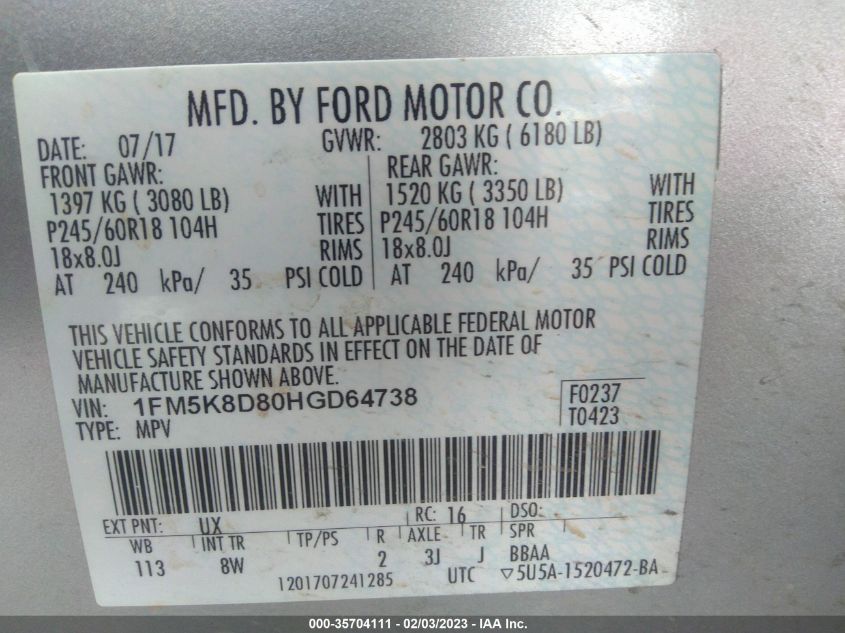 MFD. BY FORD MOTOR CO.
DATE: 07/17 GVWR: 2803 KG ( 6180 LB)
FRONT GAWR: REAR GAWR:
1397 KG ( 3080 LB) WITH 1520 KG ( 3350 LB) WITH
P245/60R18 104H TIRES P245/60R18 104H TIRES
18x8.0J RIMS 18x8.0J RIMS
AT 240 kPa/ 35 PSI COLD AT 240 kPa/ 35 PSI COLD
THIS VEHICLE CONFORMS TO ALL APPLICABLE FEDERAL MOTOR
VEHICLE SAFETY STANDARDS IN EFFECT ON THE DATE OF
MANUFACTURE SHOWN ABOVE.
VIN: 1FM5K8D80HGD64738 F0237
TYPE: MPV T0423
EXT PNT: UX RC: 16 DSO:
WB INT TR TP/PS R AXLE TR SPR
113 8W 2 3J J BBAA
1201707241285 UTC ▽5U5A-1520472-BA
000-35704111 - 02/03/2023 - IAA Inc.